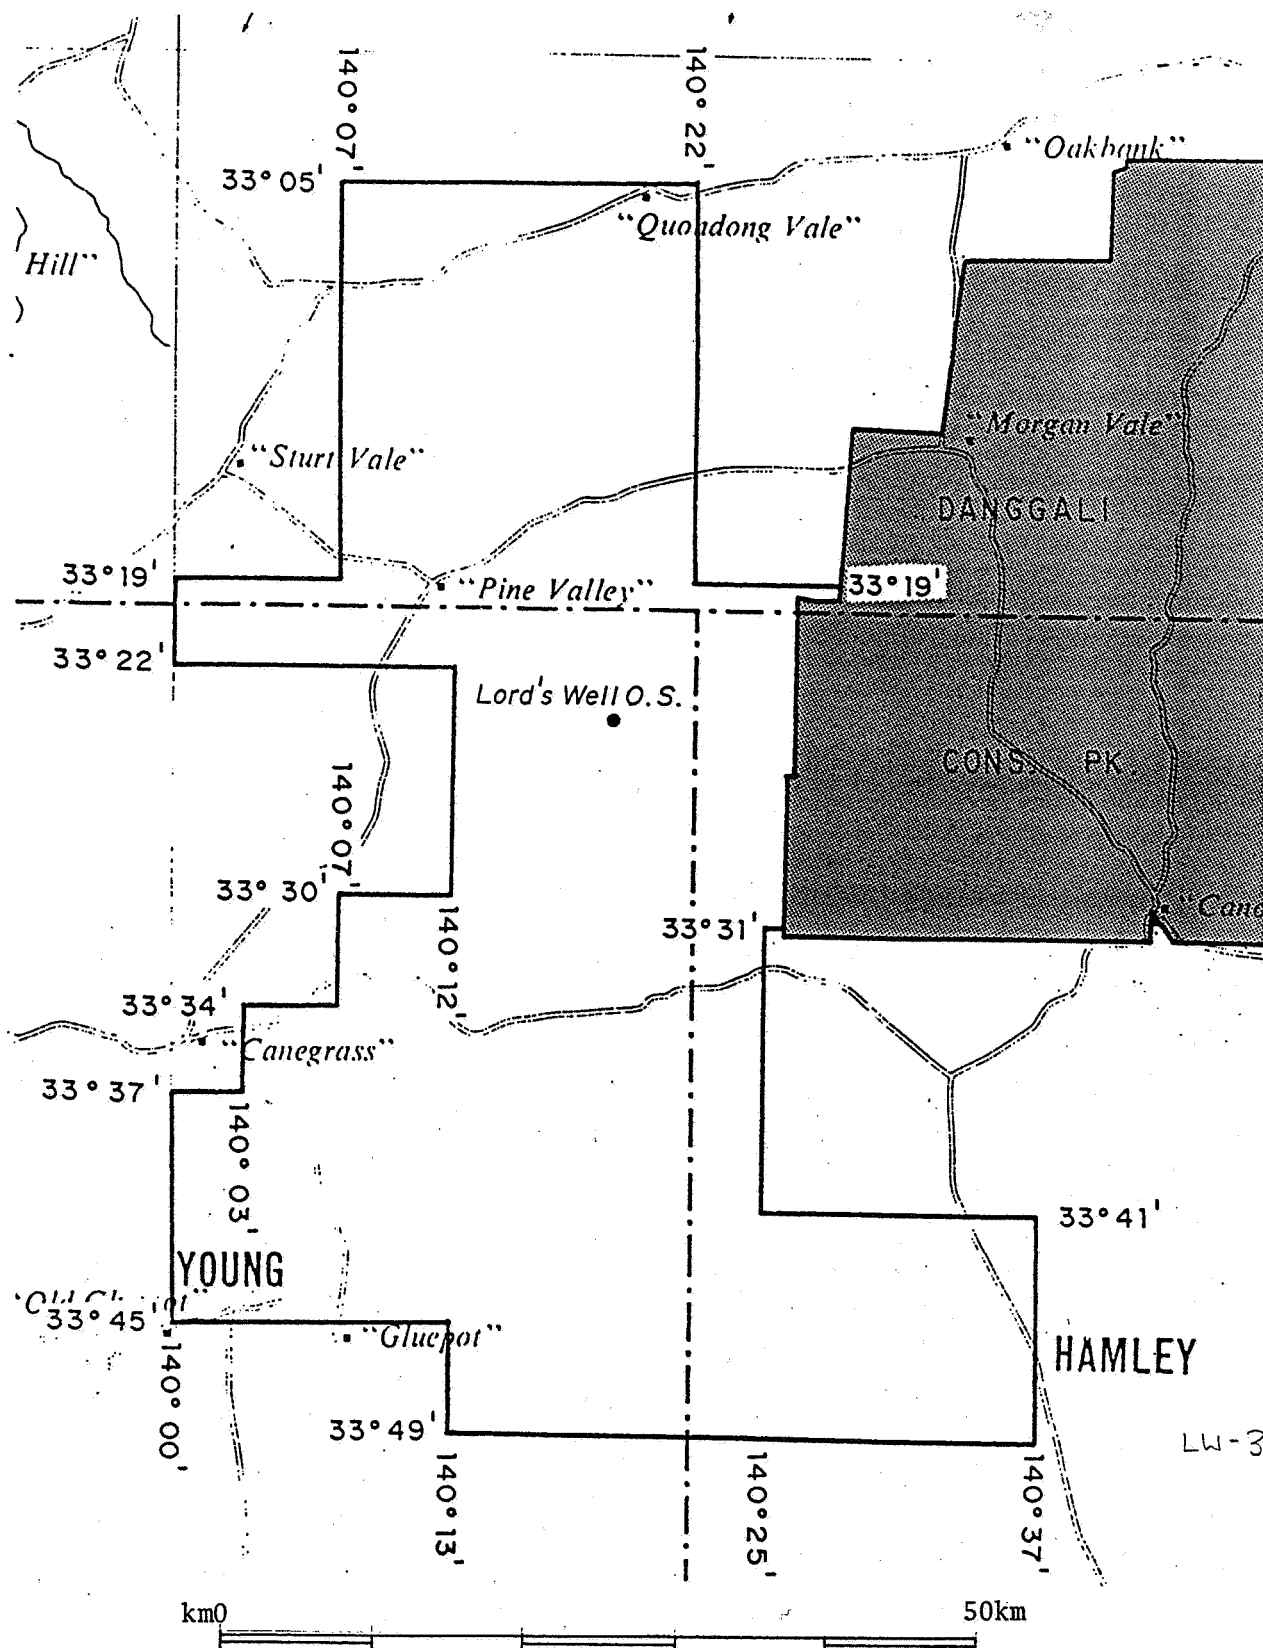 140° 07'
140° 22'
"Oakbank"
33° 05'
"Quondong Vale"
Hill"
"Morgan Vale"
"Sturt Vale"
DANGGALI
33° 19'
"Pine Valley"
33° 19'
33° 22'
Lord's Well O.S.
CONS. PK.
140° 07'
33° 30'
140° 12'
33° 31'
33° 34'
"Canegrass"
33° 37'
140° 03'
33° 41'
YOUNG
33° 45'
"Gluepot"
HAMLEY
140° 00'
33° 49'
LW-3
140° 13'
140° 25'
140° 37'
km0
50km